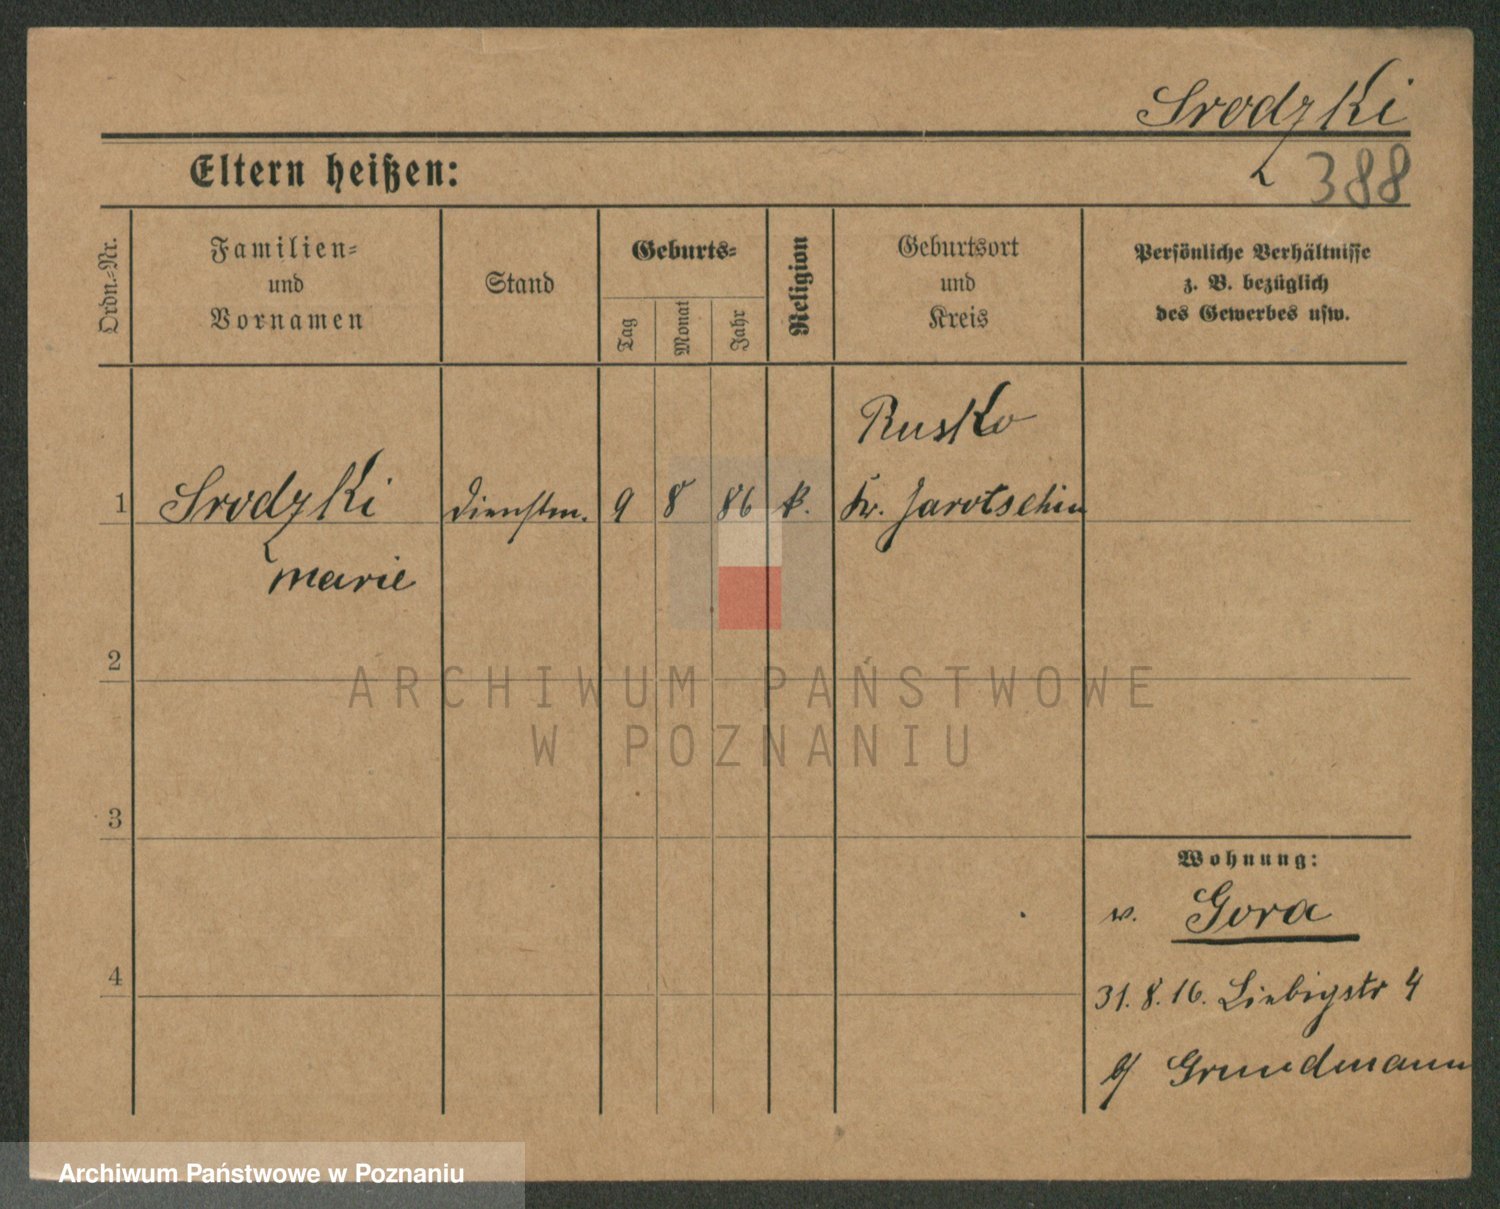 Srodzki
Eltern heißen:
388
Ordn.=Nr.
Familien=
und
Vornamen
Stand
Geburts=
Tag
Monat
Jahr
Religion
Geburtsort
und
Kreis
Persönliche Verhältnisse
z. B. bezüglich
des Gewerbes usw.
Rusko
1 Srodzki Dienstm. 9 8 86 k. Kr. Jarotschin
Marie
2
ARCHIWUM PAŃSTWOWE
W POZNANIU
3
Wohnung:
v. Gora
4
31. 8. 16. Liebigstr 4
b/ Grundmann
Archiwum Państwowe w Poznaniu